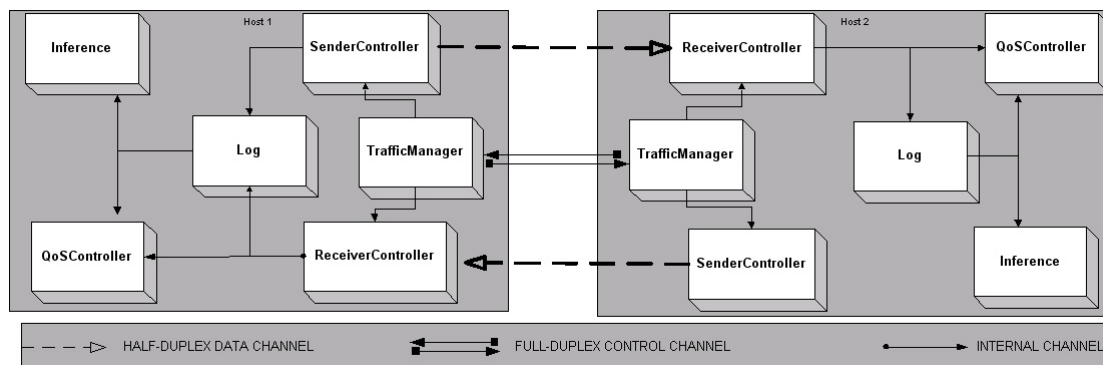 Host 1
Inference
SenderController
Log
TrafficManager
QoSController
ReceiverController
Host 2
ReceiverController
QoSController
TrafficManager
Log
SenderController
Inference
HALF-DUPLEX DATA CHANNEL
FULL-DUPLEX CONTROL CHANNEL
INTERNAL CHANNEL